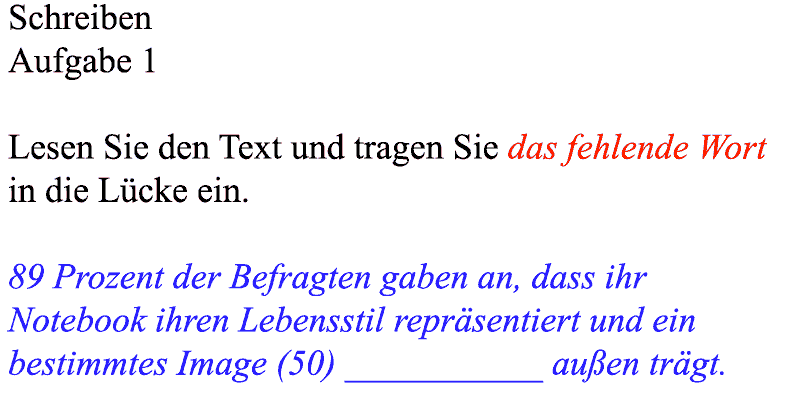 Schreiben
Aufgabe 1
Lesen Sie den Text und tragen Sie das fehlende Wort
in die Lücke ein.
89 Prozent der Befragten gaben an, dass ihr
Notebook ihren Lebensstil repräsentiert und ein
bestimmtes Image (50) ___________ außen trägt.